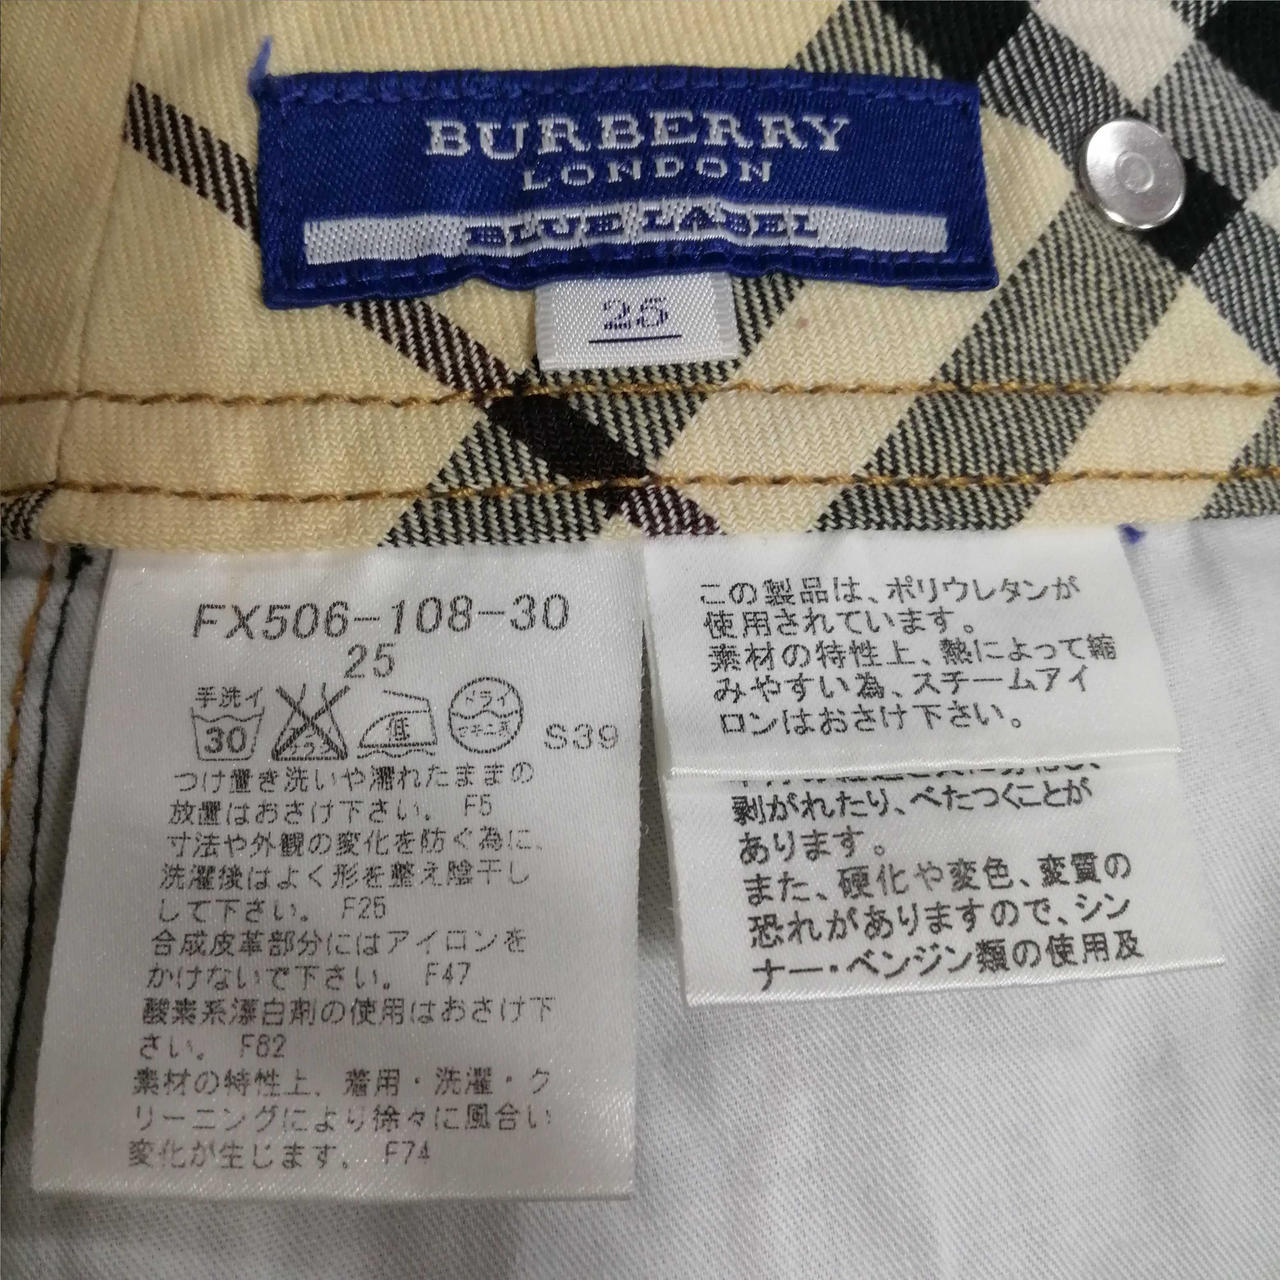 BURBERRY
LONDON
BLUE LABEL
25
FX506-108-30
25
手洗イ
30
低
ドライ
S39
つけ置き洗いや濡れたままの
放置はおさけ下さい。 F5
寸法や外観の変化を防ぐ為に、
洗濯後はよく形を整え陰干し
して下さい。 F25
合成皮革部分にはアイロンを
かけないで下さい。 F47
酸素系漂白剤の使用はおさけ下
さい。 F62
素材の特性上、着用・洗濯・ク
リーニングにより徐々に風合い
変化が生じます。 F74
この製品は、ポリウレタンが
使用されています。
素材の特性上、熱によって縮
みやすい為、スチームアイ
ロンはおさけ下さい。
剥がれたり、べたつくことが
あります。
また、硬化や変色、変質の
恐れがありますので、シン
ナー・ベンジン類の使用及